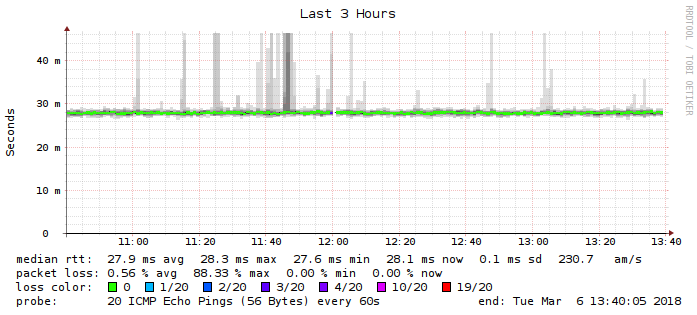 Last 3 Hours
RRDTOOL / TOBI OETIKER
Seconds
40 m
30 m
20 m
10 m
0
11:00 11:20 11:40 12:00 12:20 12:40 13:00 13:20 13:40
median rtt: 27.9 ms avg 28.3 ms max 27.6 ms min 28.1 ms now 0.1 ms sd 230.7 am/s
packet loss: 0.56 % avg 88.33 % max 0.00 % min 0.00 % now
loss color: 0 1/20 2/20 3/20 4/20 10/20 19/20
probe: 20 ICMP Echo Pings (56 Bytes) every 60s end: Tue Mar 6 13:40:05 2018